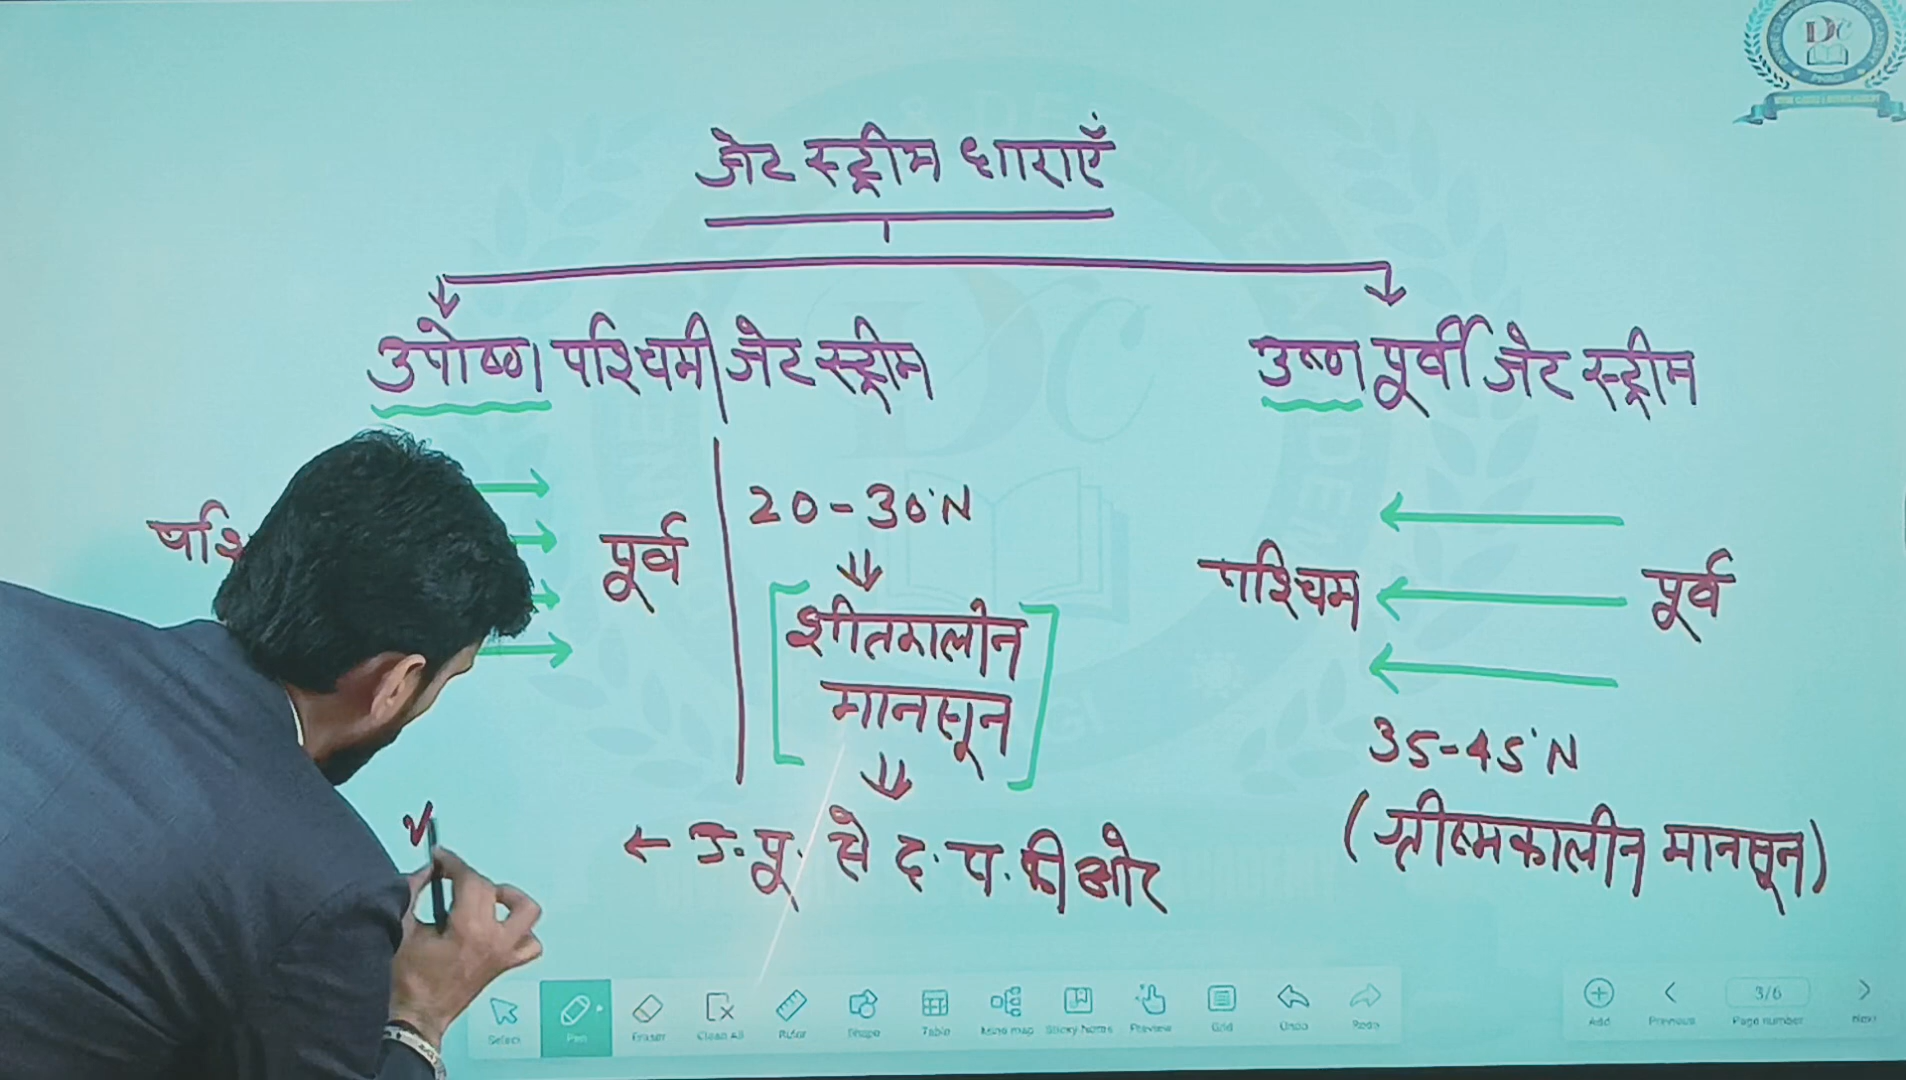 जेट स्ट्रीम धाराएँ
उपोष्ण पश्चिमी जेट स्ट्रीम
उष्ण पूर्वी जेट स्ट्रीम
पूर्व
20-30°N
शीतकालीन
मानसून
← उ. पू. से द. प. की ओर
पश्चिम
पूर्व
35-45°N
(ग्रीष्मकालीन मानसून)
Select
Pen
Eraser
Clean All
Ruler
Shape
Table
Mind map
Sticky Notes
Preview
Grid
Undo
Redo
Add
Previous
3/6
Page number
Next
DC